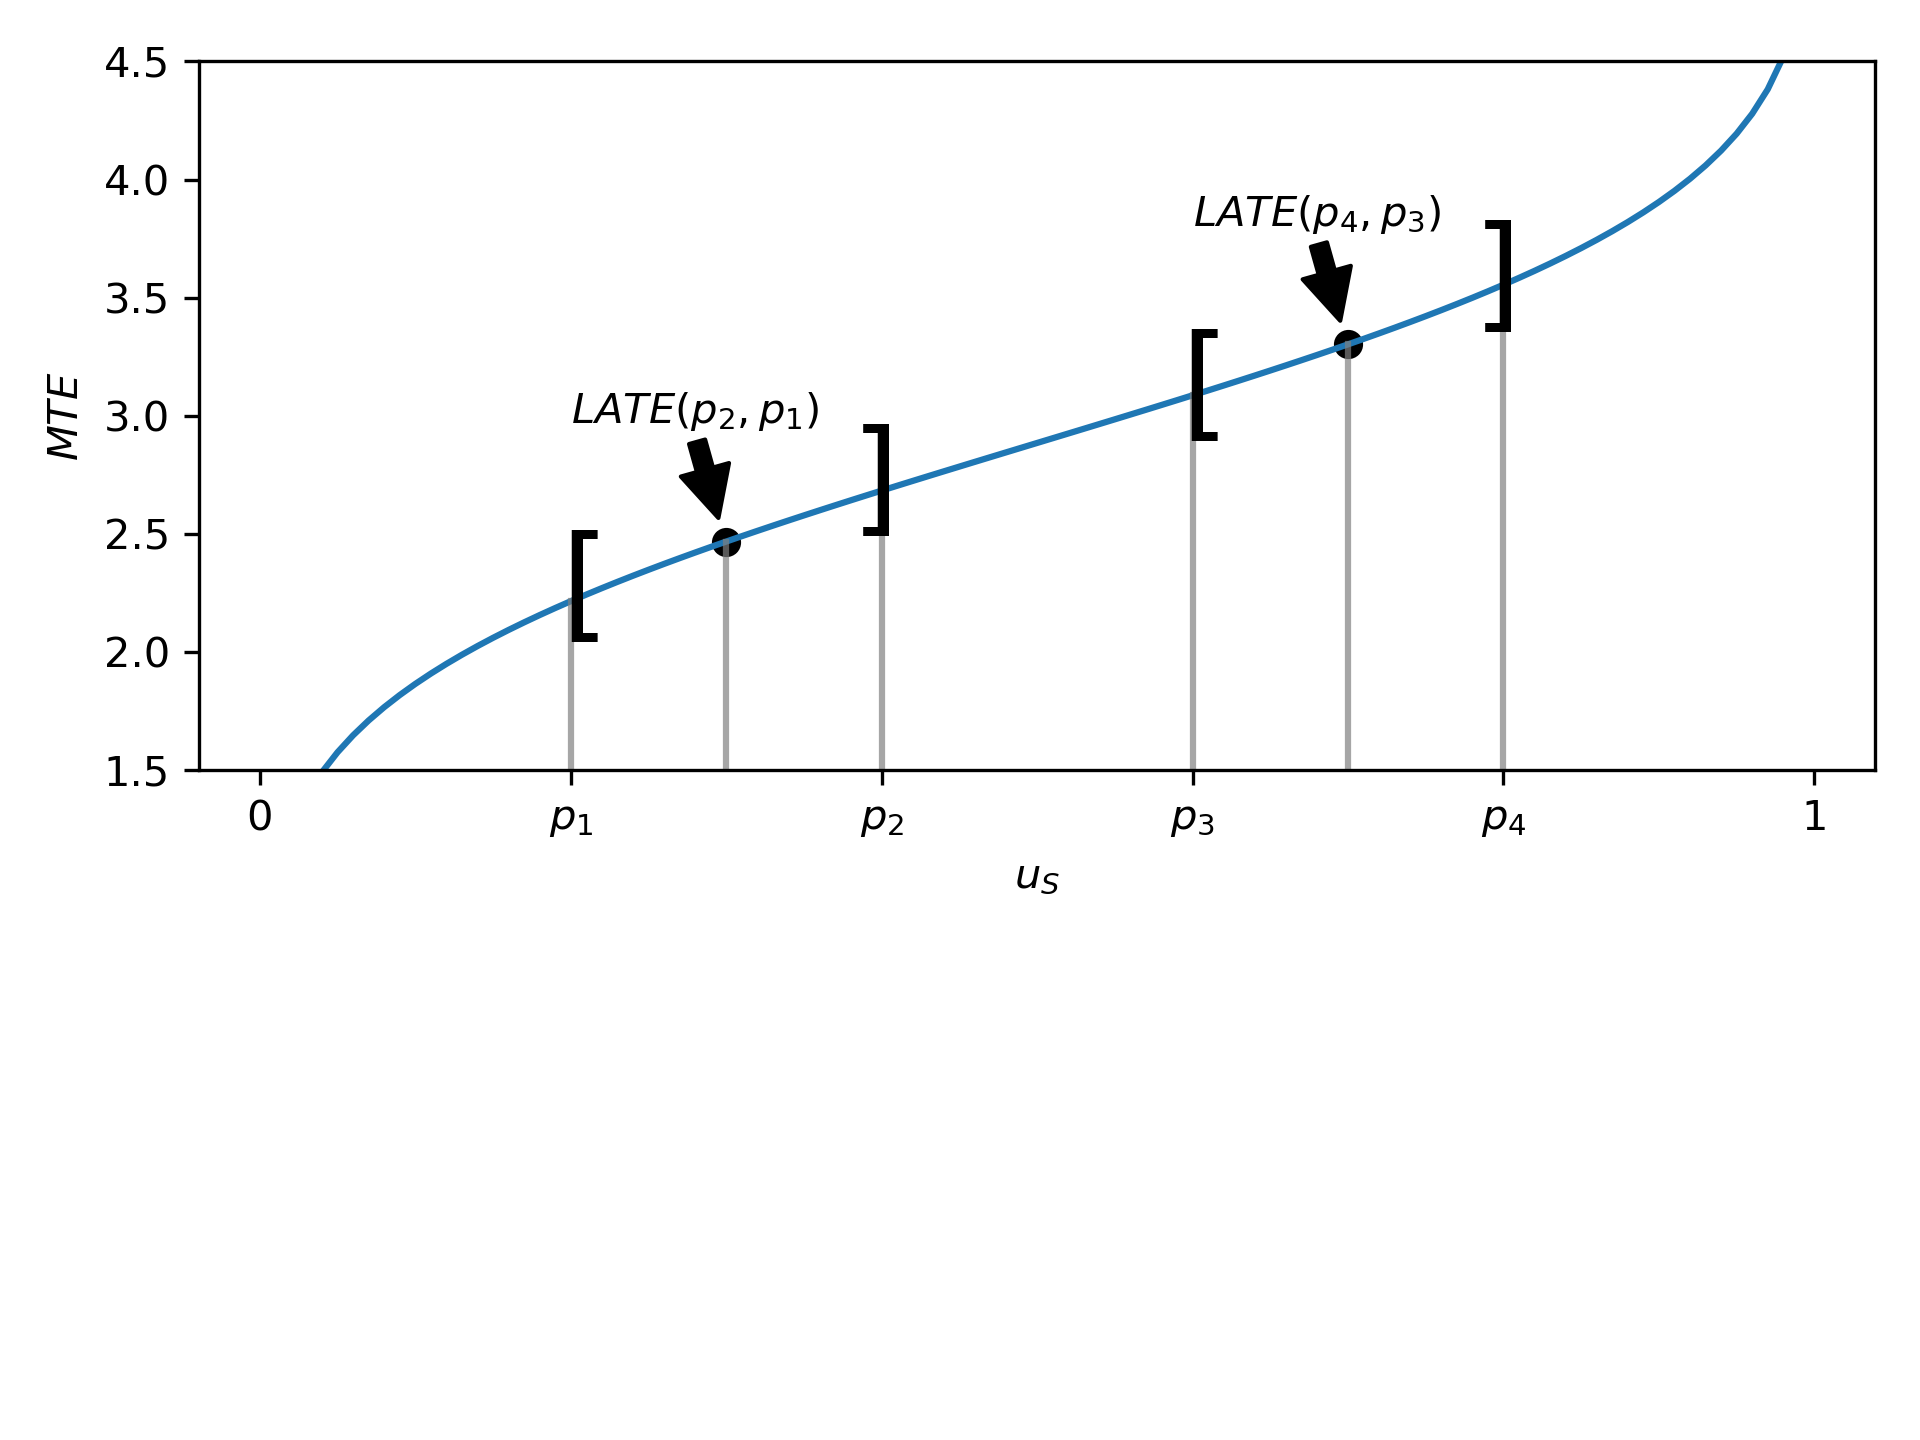 4.5
4.0
LATE(p₄, p₃)
3.5
MTE
3.0
LATE(p₂, p₁)
2.5
2.0
1.5
0 p₁ p₂ p₃ p₄ 1
u_S